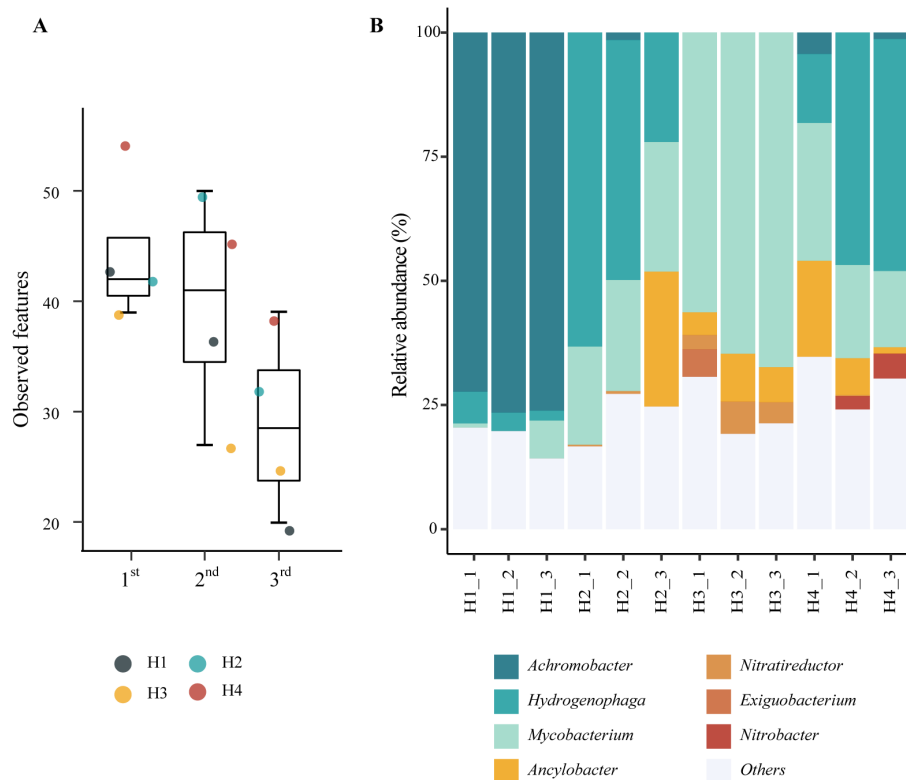 A
Observed features
50
40
30
20
1st
2nd
3rd
H1
H2
H3
H4
B
Relative abundance (%)
100
75
50
25
0
H1_1
H1_2
H1_3
H2_1
H2_2
H2_3
H3_1
H3_2
H3_3
H4_1
H4_2
H4_3
Achromobacter
Nitratireductor
Hydrogenophaga
Exiguobacterium
Mycobacterium
Nitrobacter
Ancylobacter
Others